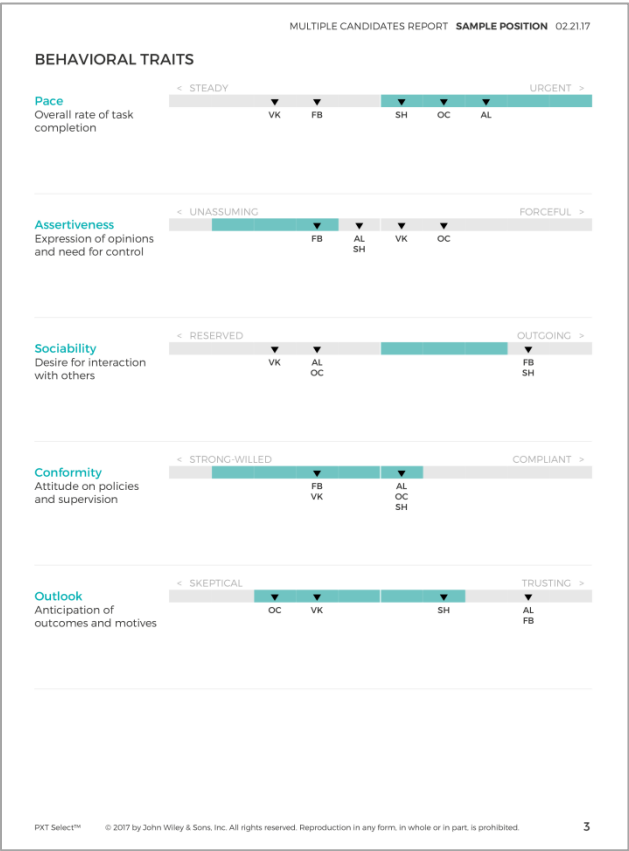 MULTIPLE CANDIDATES REPORT SAMPLE POSITION 02.21.17
BEHAVIORAL TRAITS
< STEADY URGENT >
Pace
Overall rate of task
completion
VK FB SH OC AL
< UNASSUMING FORCEFUL >
Assertiveness
Expression of opinions
and need for control
FB AL VK OC
SH
< RESERVED OUTGOING >
Sociability
Desire for interaction
with others
VK AL FB
OC SH
< STRONG-WILLED COMPLIANT >
Conformity
Attitude on policies
and supervision
FB AL
VK OC
SH
< SKEPTICAL TRUSTING >
Outlook
Anticipation of
outcomes and motives
OC VK SH AL
FB
PXT Select™ © 2017 by John Wiley & Sons, Inc. All rights reserved. Reproduction in any form, in whole or in part, is prohibited. 3